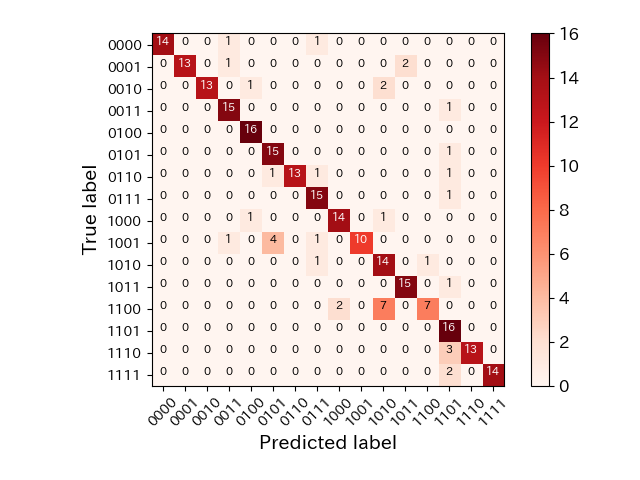 0000 14 0 0 1 0 0 0 1 0 0 0 0 0 0 0 0
0001 0 13 0 1 0 0 0 0 0 0 0 2 0 0 0 0
0010 0 0 13 0 1 0 0 0 0 0 2 0 0 0 0 0
0011 0 0 0 15 0 0 0 0 0 0 0 0 0 1 0 0
0100 0 0 0 0 16 0 0 0 0 0 0 0 0 0 0 0
0101 0 0 0 0 0 15 0 0 0 0 0 0 0 1 0 0
0110 0 0 0 0 0 1 13 1 0 0 0 0 0 1 0 0
0111 0 0 0 0 0 0 0 15 0 0 0 0 0 1 0 0
1000 0 0 0 0 1 0 0 0 14 0 1 0 0 0 0 0
1001 0 0 0 1 0 4 0 1 0 10 0 0 0 0 0 0
1010 0 0 0 0 0 0 0 1 0 0 14 0 1 0 0 0
1011 0 0 0 0 0 0 0 0 0 0 0 15 0 1 0 0
1100 0 0 0 0 0 0 0 0 2 0 7 0 7 0 0 0
1101 0 0 0 0 0 0 0 0 0 0 0 0 0 16 0 0
1110 0 0 0 0 0 0 0 0 0 0 0 0 0 3 13 0
1111 0 0 0 0 0 0 0 0 0 0 0 0 0 2 0 14
0000 0001 0010 0011 0100 0101 0110 0111 1000 1001 1010 1011 1100 1101 1110 1111
Predicted label
True label
16
14
12
10
8
6
4
2
0